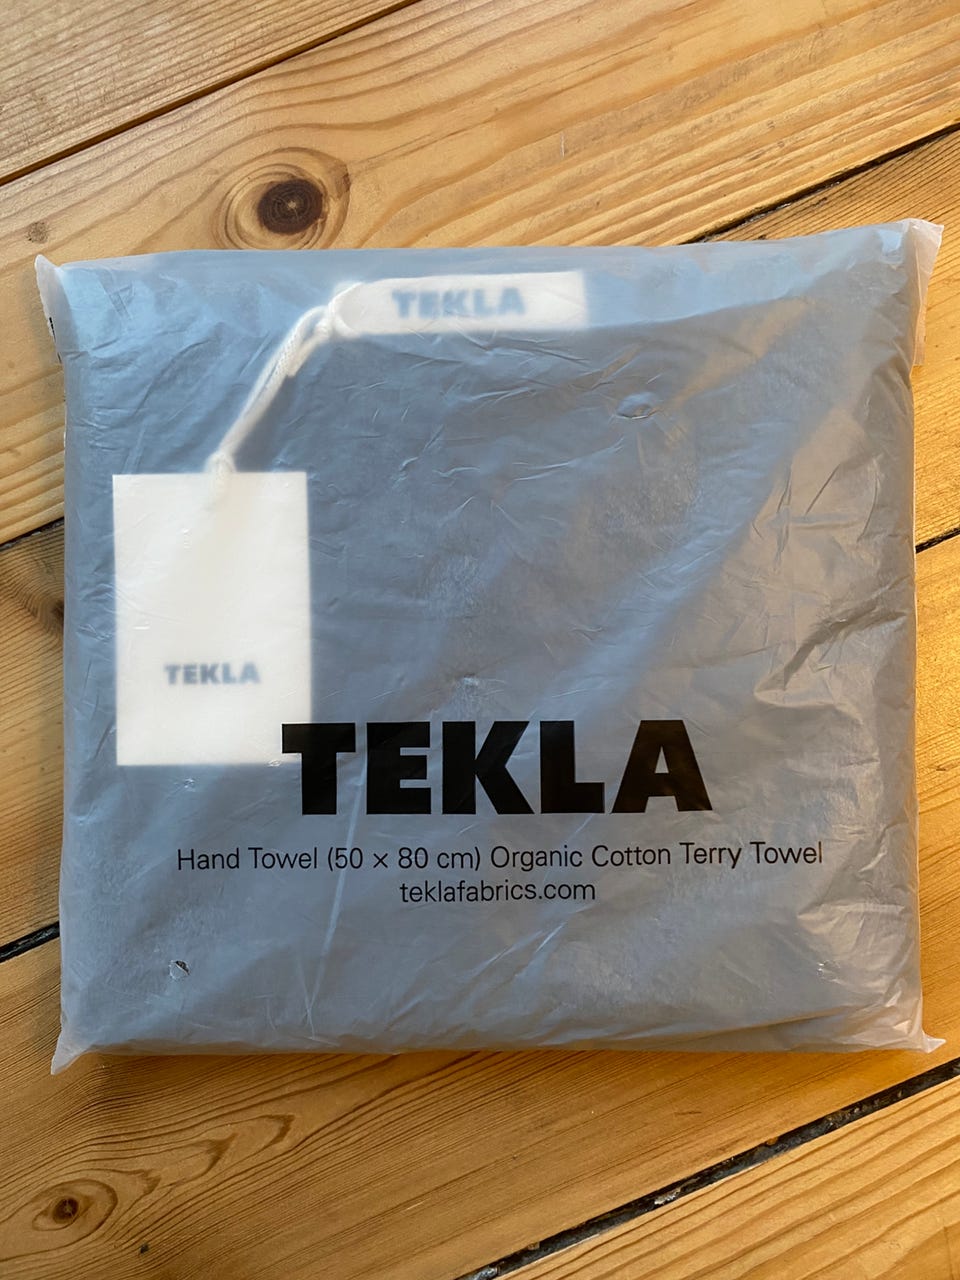 TEKLA
TEKLA
TEKLA
Hand Towel (50 × 80 cm) Organic Cotton Terry Towel
teklafabrics.com